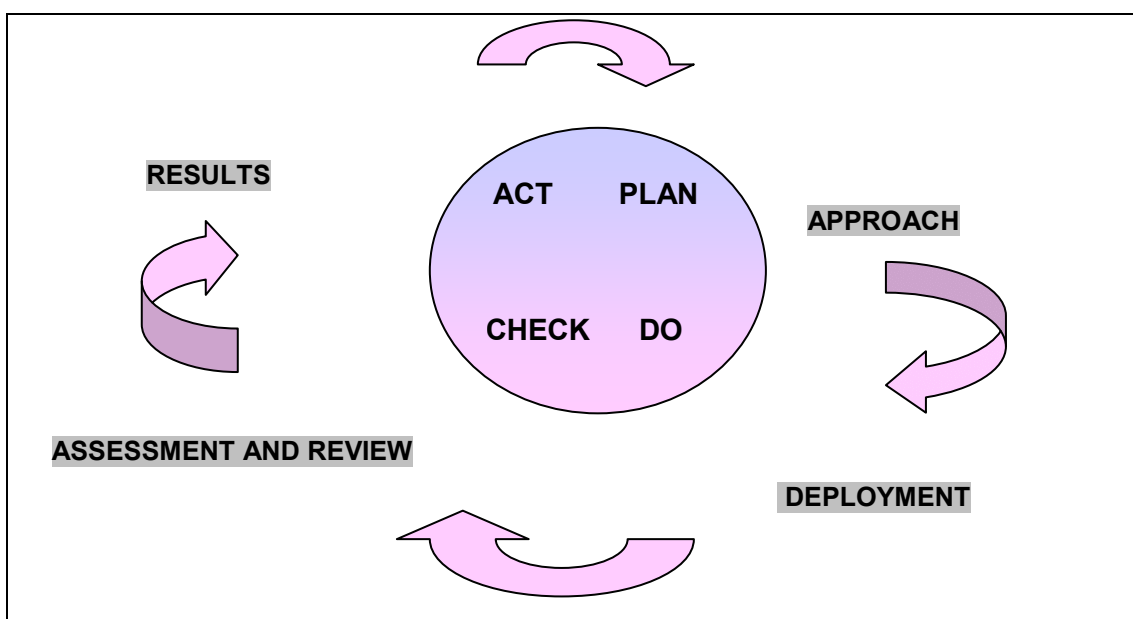 RESULTS
ACT PLAN
APPROACH
CHECK DO
ASSESSMENT AND REVIEW
DEPLOYMENT